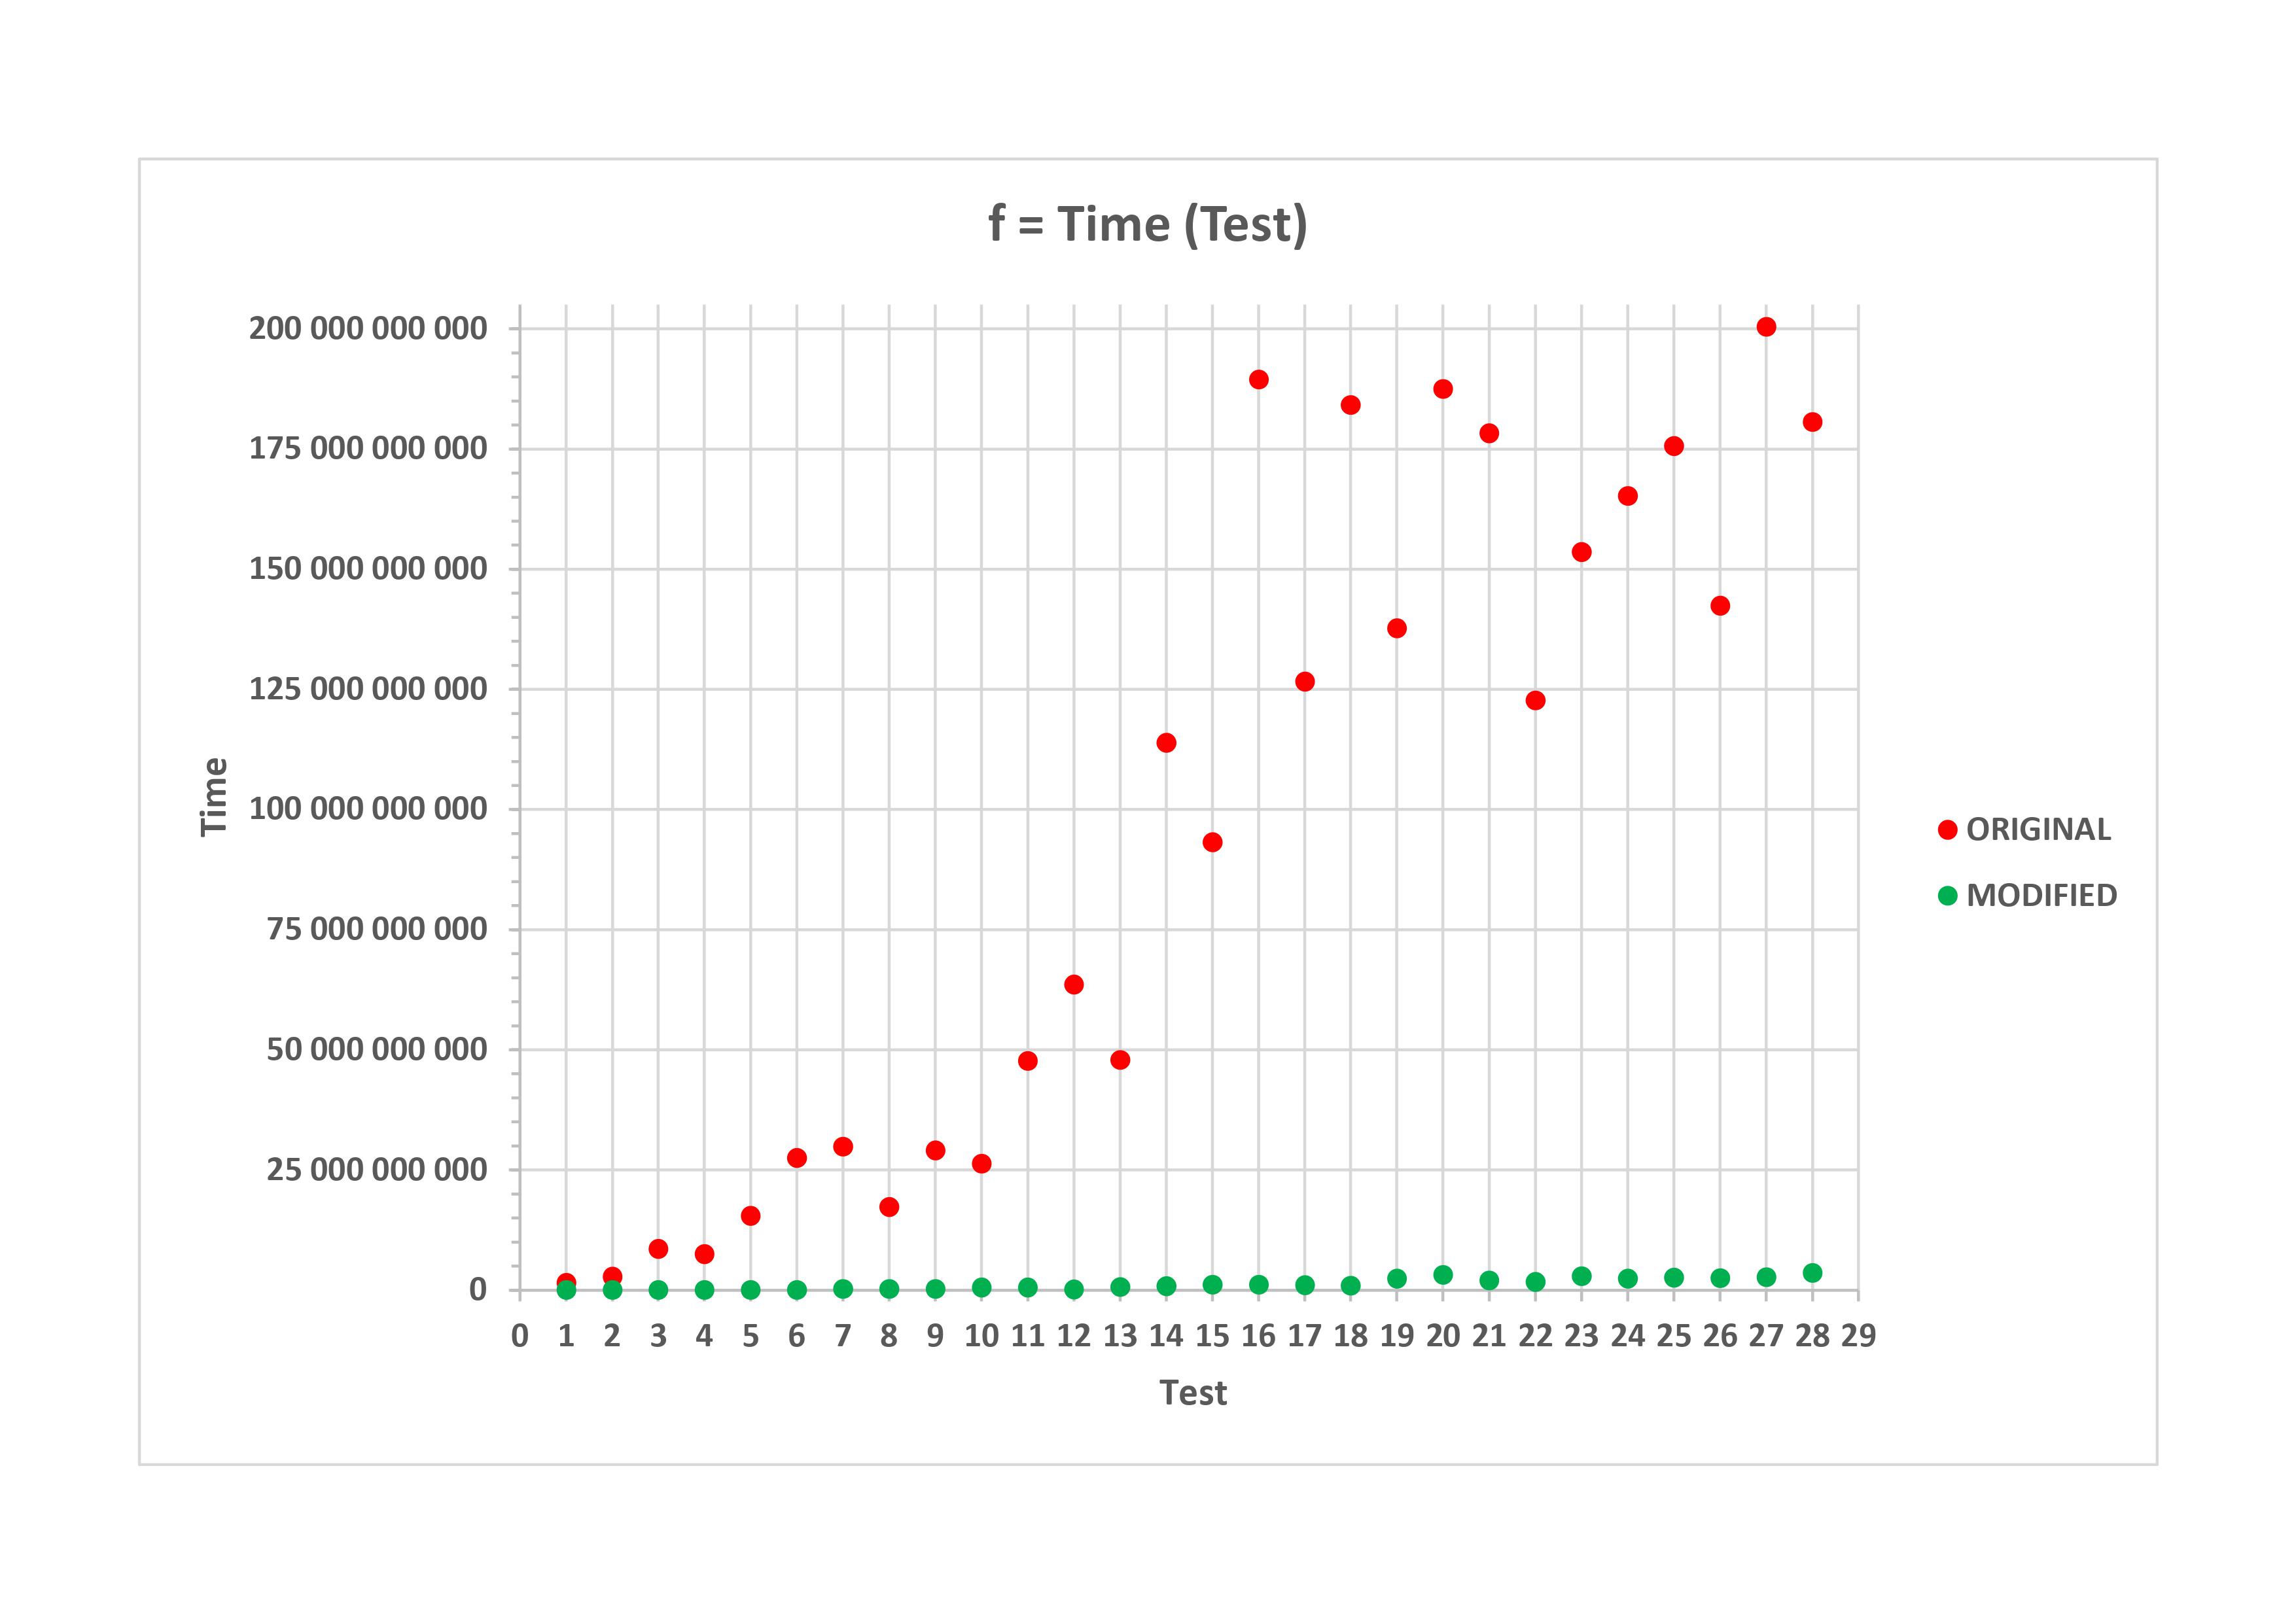 f = Time (Test)
200 000 000 000
175 000 000 000
150 000 000 000
125 000 000 000
100 000 000 000
75 000 000 000
50 000 000 000
25 000 000 000
0
Time
0 1 2 3 4 5 6 7 8 9 10 11 12 13 14 15 16 17 18 19 20 21 22 23 24 25 26 27 28 29
Test
ORIGINAL
MODIFIED